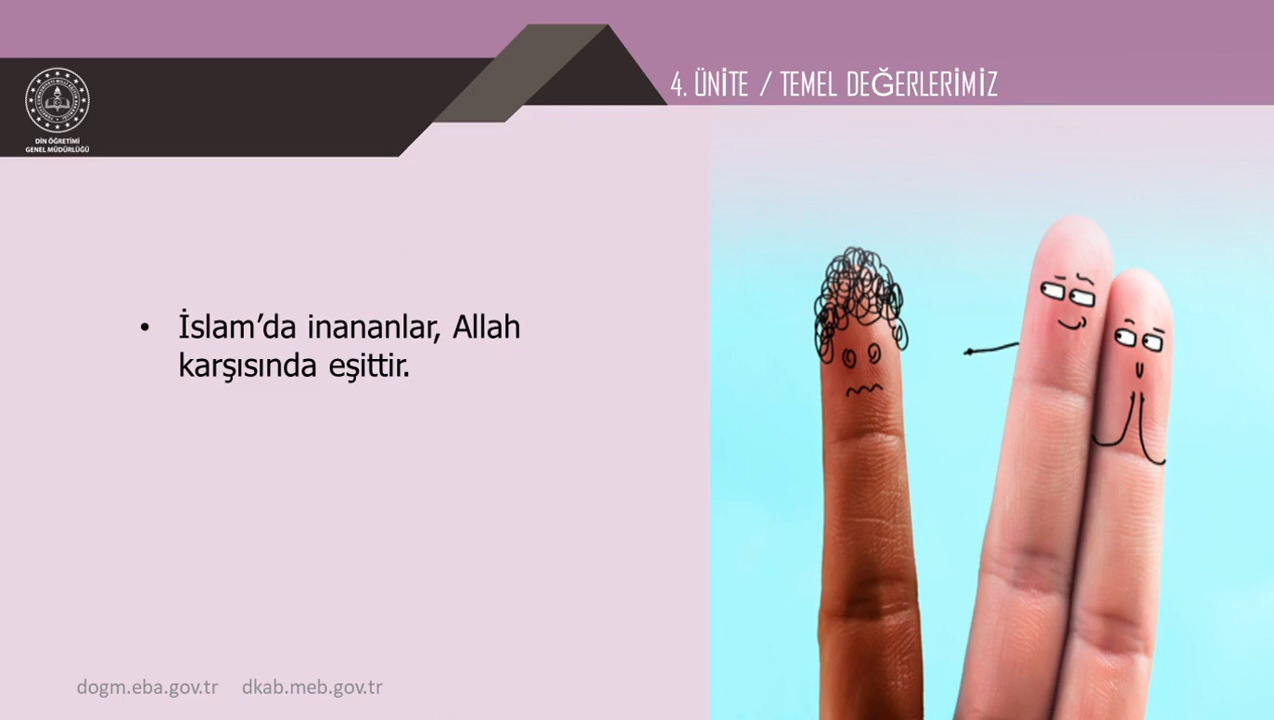 4. ÜNİTE / TEMEL DEĞERLERİMİZ
DİN ÖĞRETİMİ
GENEL MÜDÜRLÜĞÜ
• İslam’da inananlar, Allah
karşısında eşittir.
dogm.eba.gov.tr dkab.meb.gov.tr